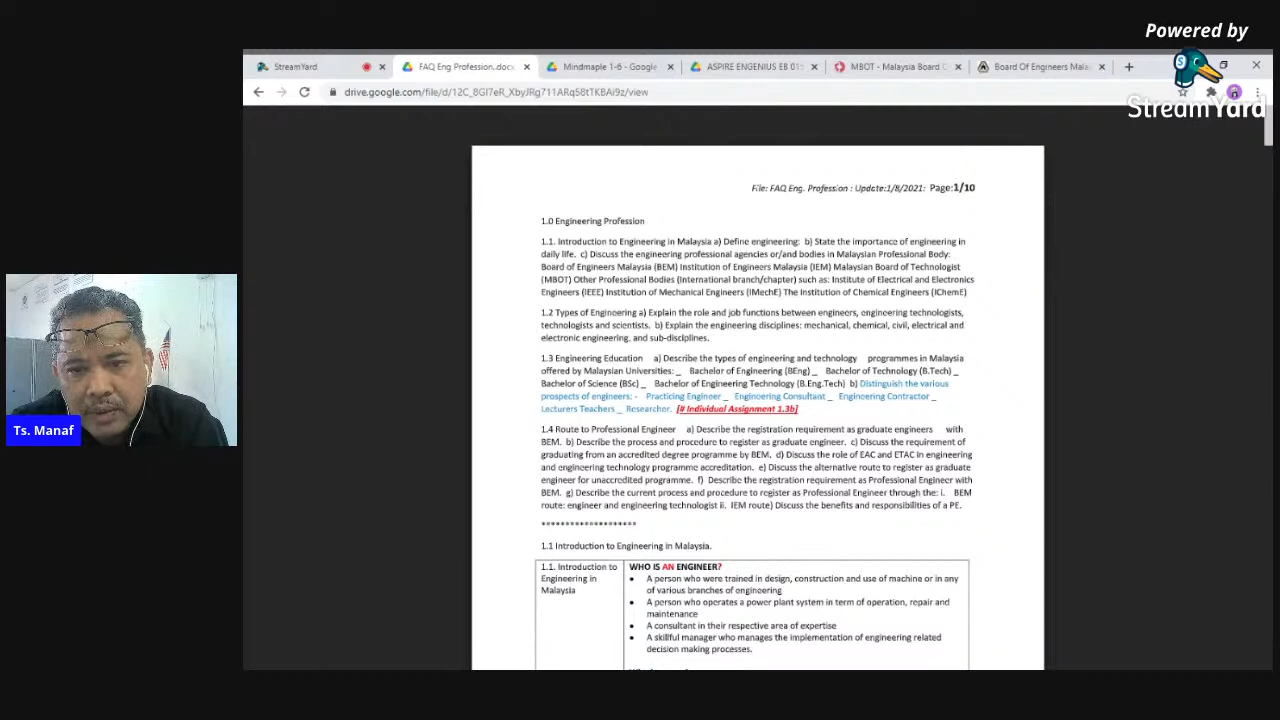 Powered by
StreamYard
StreamYard
FAQ Eng Profession..docx
Mindmaple 1-6 - Google
ASPIRE ENGENIUS EB 015
MBOT - Malaysia Board
Board Of Engineers Mala
drive.google.com/file/d/12C_8GI7eR_XbyJRg711ARq58tTKBAi9z/view
File: FAQ Eng. Profession : Update:1/8/2021: Page:1/10
1.0 Engineering Profession
1.1. Introduction to Engineering in Malaysia a) Define engineering: b) State the importance of engineering in
daily life. c) Discuss the engineering professional agencies or/and bodies in Malaysian Professional Body:
Board of Engineers Malaysia (BEM) Institution of Engineers Malaysia (IEM) Malaysian Board of Technologist
(MBOT) Other Professional Bodies (International branch/chapter) such as: Institute of Electrical and Electronics
Engineers (IEEE) Institution of Mechanical Engineers (IMechE) The Institution of Chemical Engineers (IChemE)
1.2 Types of Engineering a) Explain the role and job functions between engineers, engineering technologists,
technologists and scientists. b) Explain the engineering disciplines: mechanical, chemical, civil, electrical and
electronic engineering, and sub-disciplines.
1.3 Engineering Education a) Describe the types of engineering and technology programmes in Malaysia
offered by Malaysian Universities: _ Bachelor of Engineering (BEng) _ Bachelor of Technology (B.Tech) _
Bachelor of Science (BSc) _ Bachelor of Engineering Technology (B.Eng.Tech) b) Distinguish the various
prospects of engineers: - Practicing Engineer _ Engineering Consultant _ Engineering Contractor _
Lecturers Teachers _ Researcher. [# Individual Assignment 1.3b]
1.4 Route to Professional Engineer a) Describe the registration requirement as graduate engineers with
BEM. b) Describe the process and procedure to register as graduate engineer. c) Discuss the requirement of
graduating from an accredited degree programme by BEM. d) Discuss the role of EAC and ETAC in engineering
and engineering technology programme accreditation. e) Discuss the alternative route to register as graduate
engineer for unaccredited programme. f) Describe the registration requirement as Professional Engineer with
BEM. g) Describe the current process and procedure to register as Professional Engineer through the: i. BEM
route: engineer and engineering technologist ii. IEM route) Discuss the benefits and responsibilities of a PE.
********************
1.1 Introduction to Engineering in Malaysia.
1.1. Introduction to
Engineering in
Malaysia
WHO IS AN ENGINEER?
• A person who were trained in design, construction and use of machine or in any
of various branches of engineering
• A person who operates a power plant system in term of operation, repair and
maintenance
• A consultant in their respective area of expertise
• A skillful manager who manages the implementation of engineering related
decision making processes.
Ts. Manaf